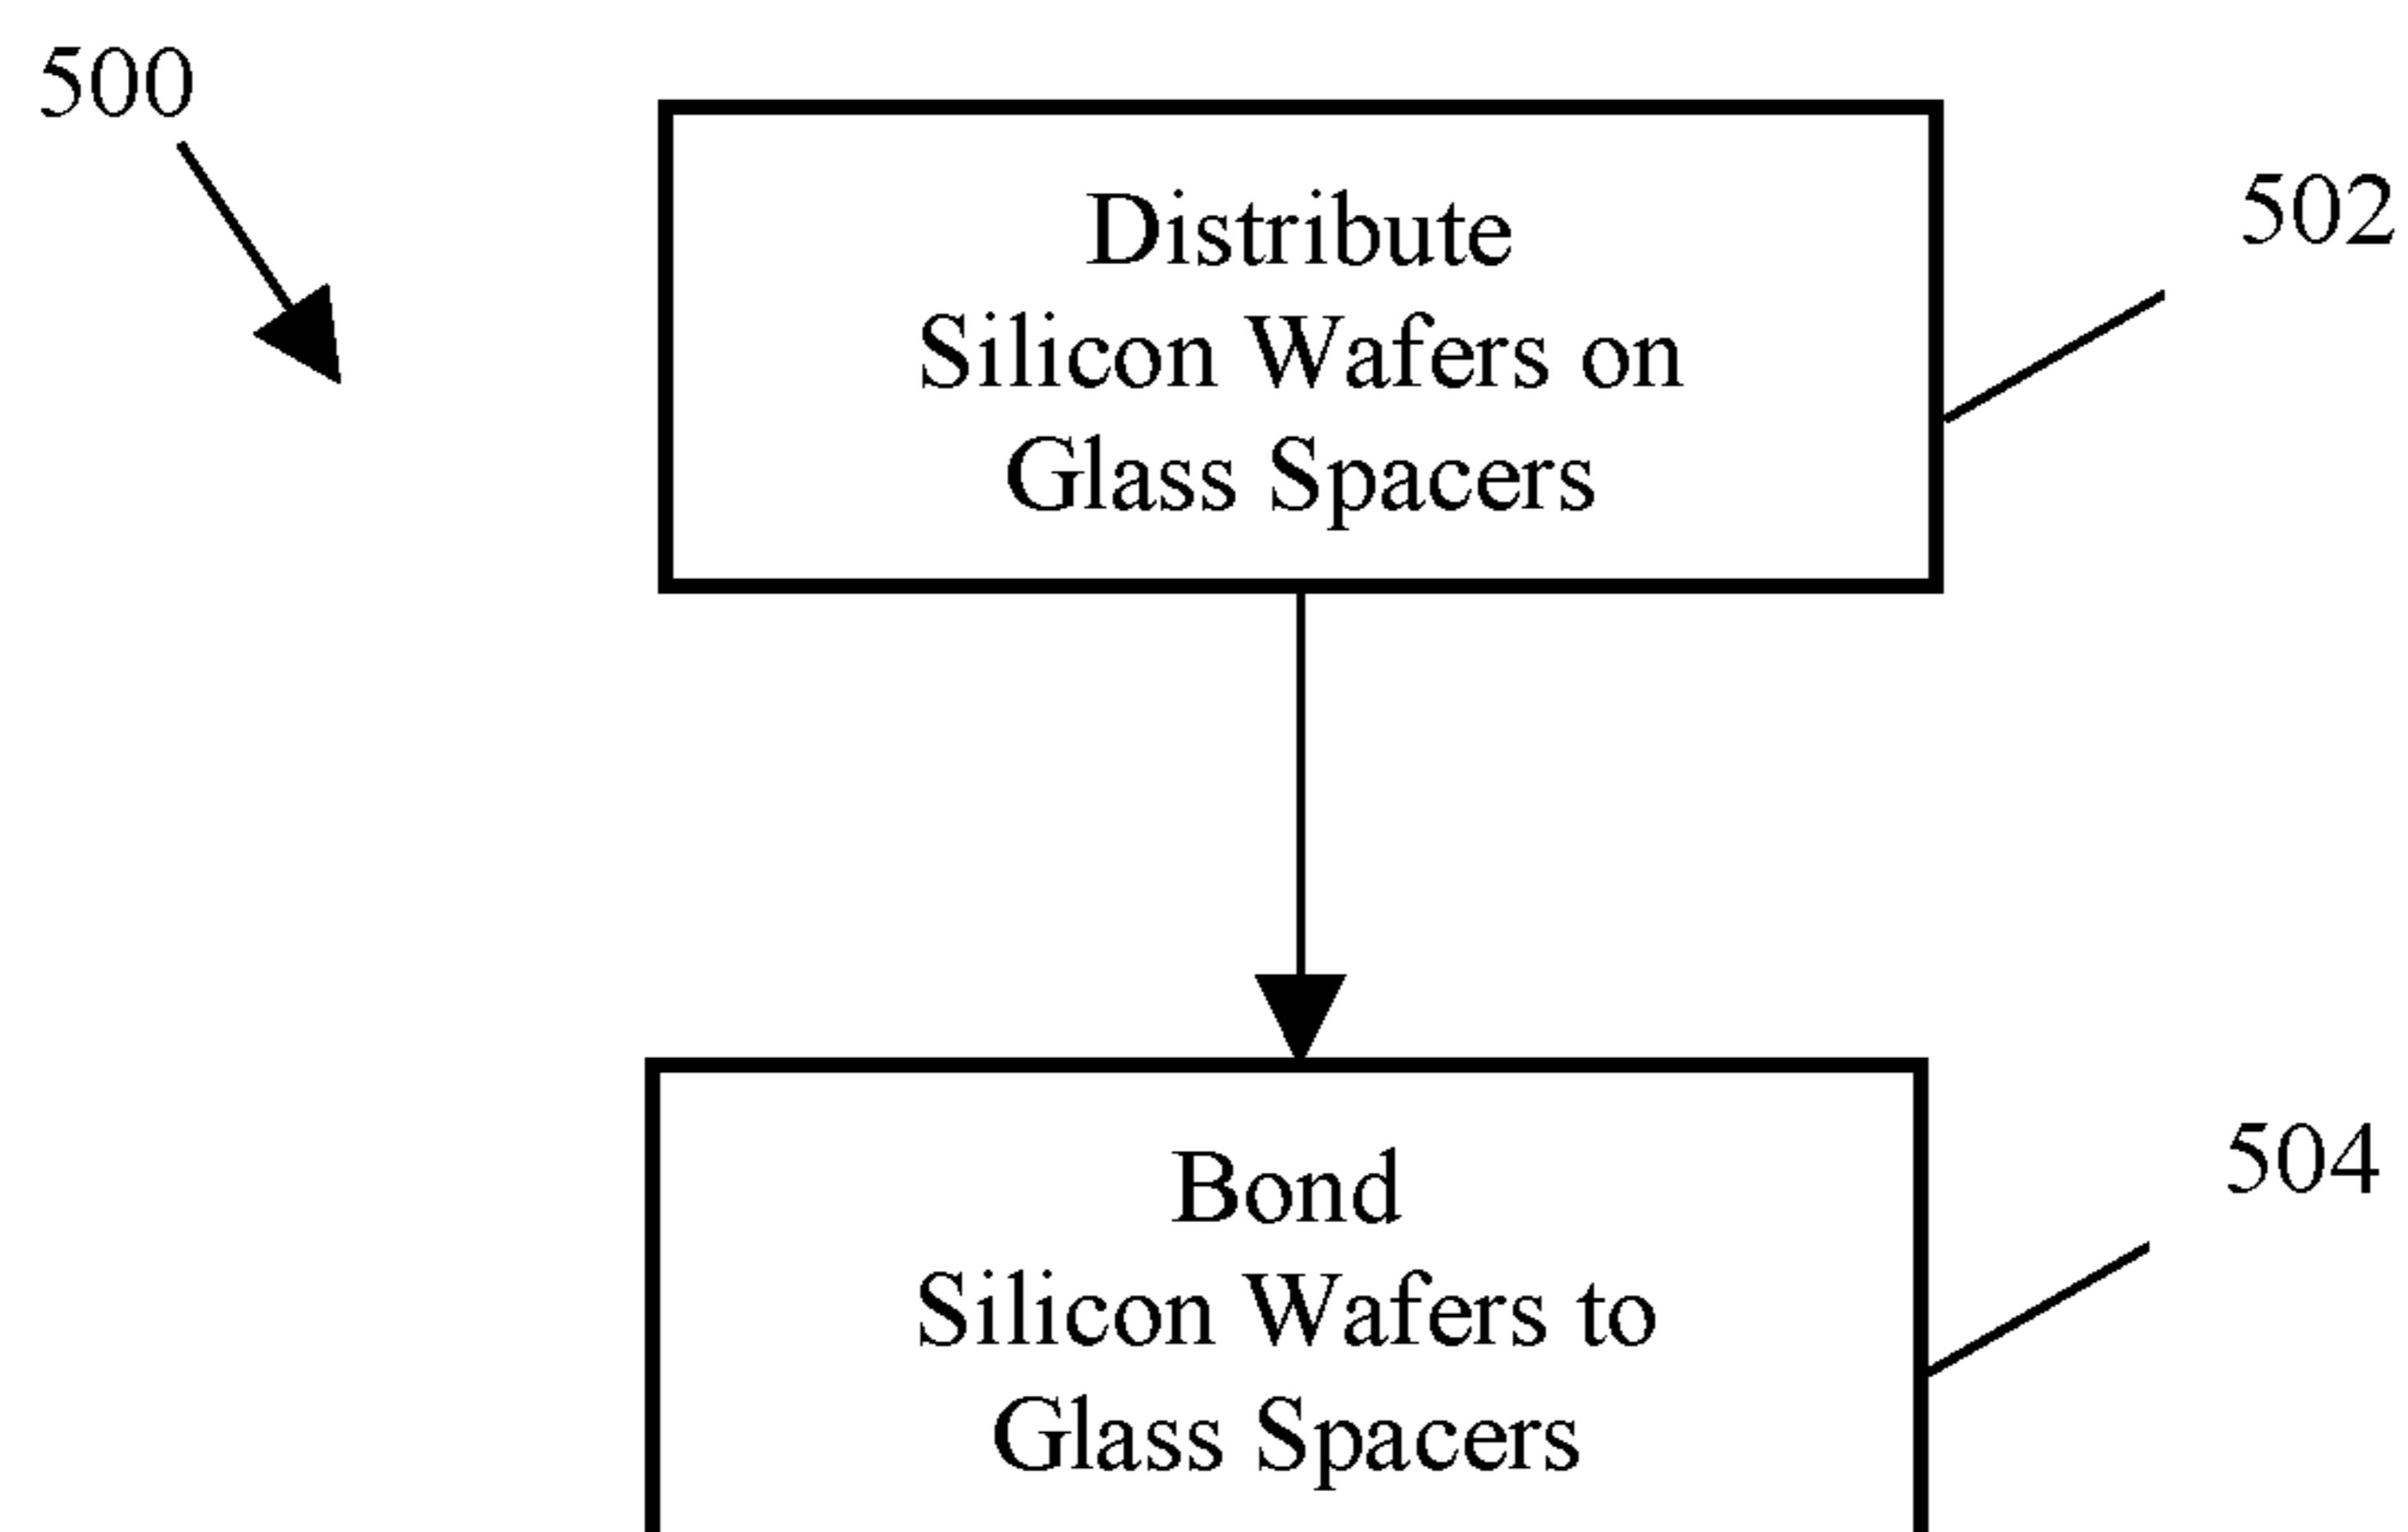 500
Distribute
Silicon Wafers on
Glass Spacers
502
Bond
Silicon Wafers to
Glass Spacers
504